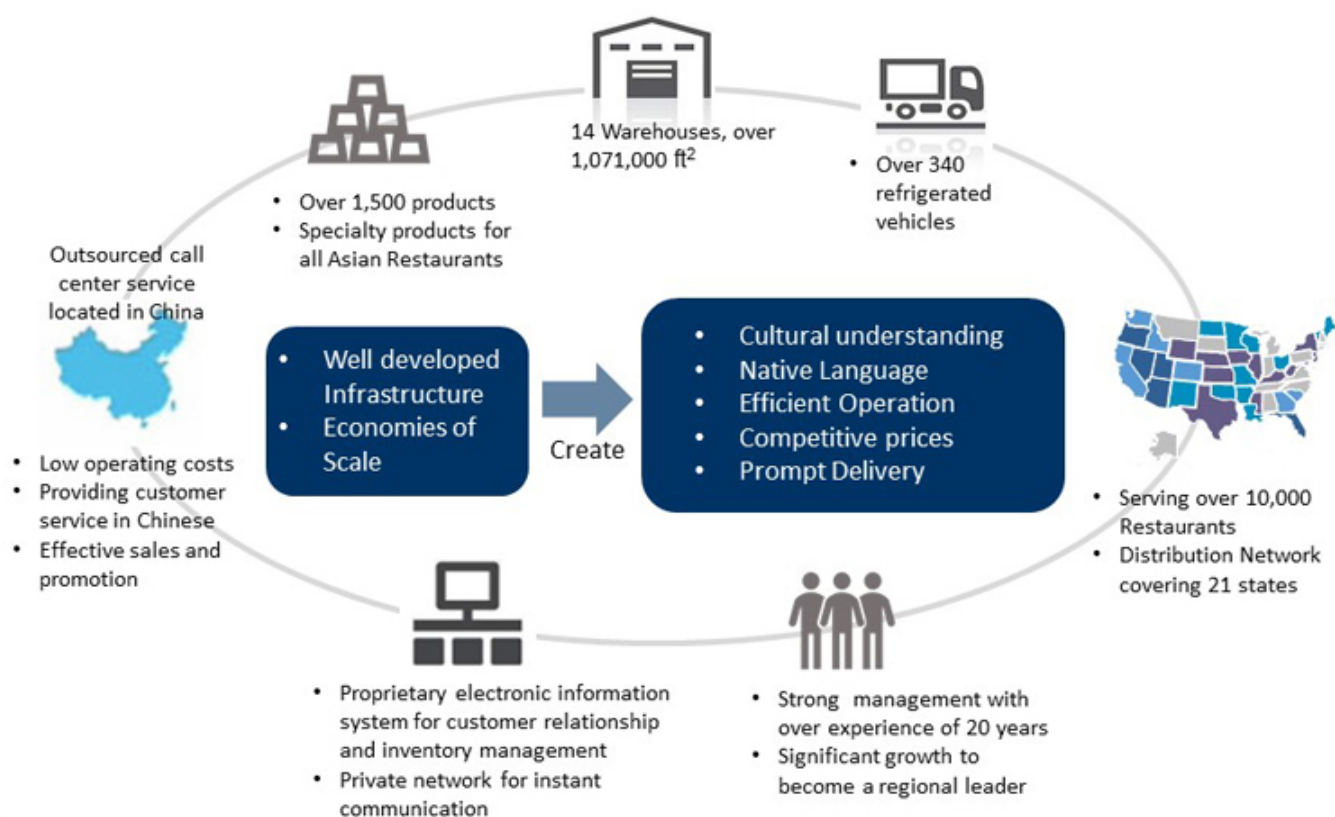 14 Warehouses, over
1,071,000 ft²
• Over 340
refrigerated
vehicles
• Over 1,500 products
• Specialty products for
all Asian Restaurants
Outsourced call
center service
located in China
• Low operating costs
• Providing customer
service in Chinese
• Effective sales and
promotion
• Well developed
Infrastructure
• Economies of
Scale
Create
• Cultural understanding
• Native Language
• Efficient Operation
• Competitive prices
• Prompt Delivery
• Serving over 10,000
Restaurants
• Distribution Network
covering 21 states
• Proprietary electronic information
system for customer relationship
and inventory management
• Private network for instant
communication
• Strong management with
over experience of 20 years
• Significant growth to
become a regional leader